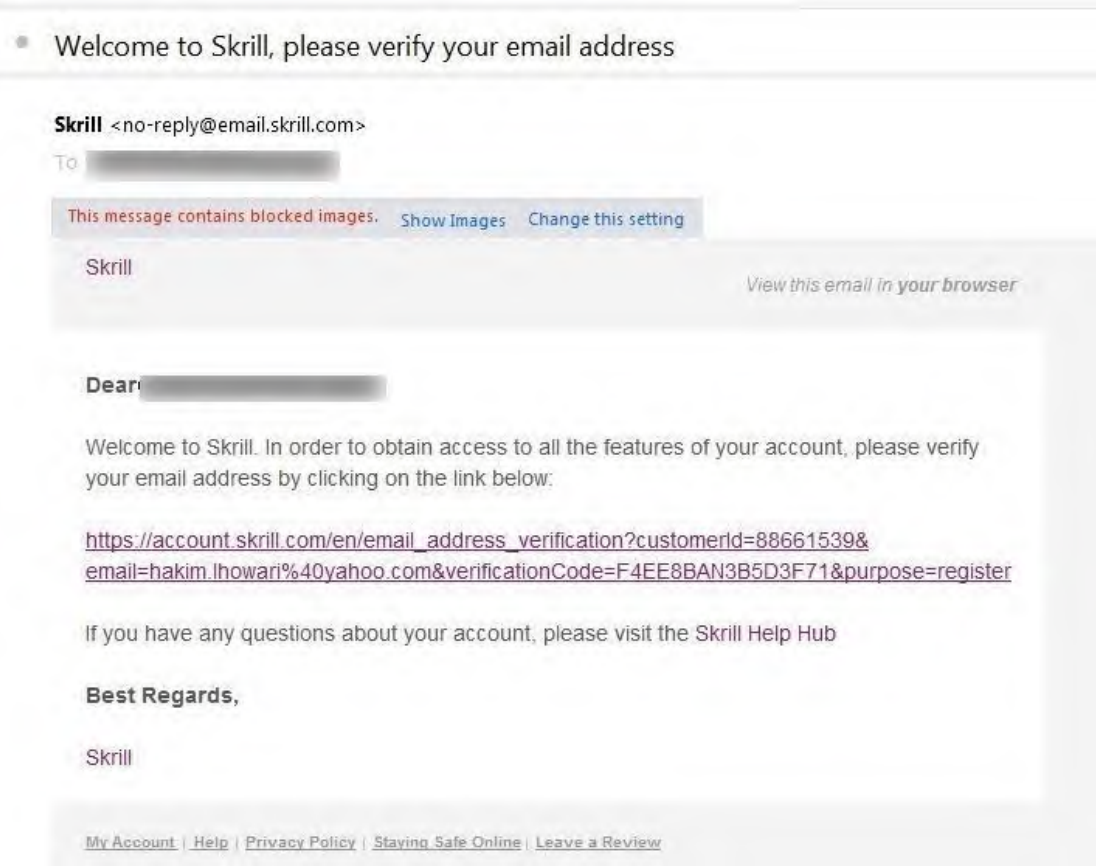 Welcome to Skrill, please verify your email address
Skrill <no-reply@email.skrill.com>
To
This message contains blocked images. Show Images Change this setting
Skrill
View this email in your browser
Dear
Welcome to Skrill. In order to obtain access to all the features of your account, please verify
your email address by clicking on the link below:
https://account.skrill.com/en/email_address_verification?customerId=88661539&
email=hakim.lhowari%40yahoo.com&verificationCode=F4EE8BAN3B5D3F71&purpose=register
If you have any questions about your account, please visit the Skrill Help Hub
Best Regards,
Skrill
My Account | Help | Privacy Policy | Staying Safe Online | Leave a Review